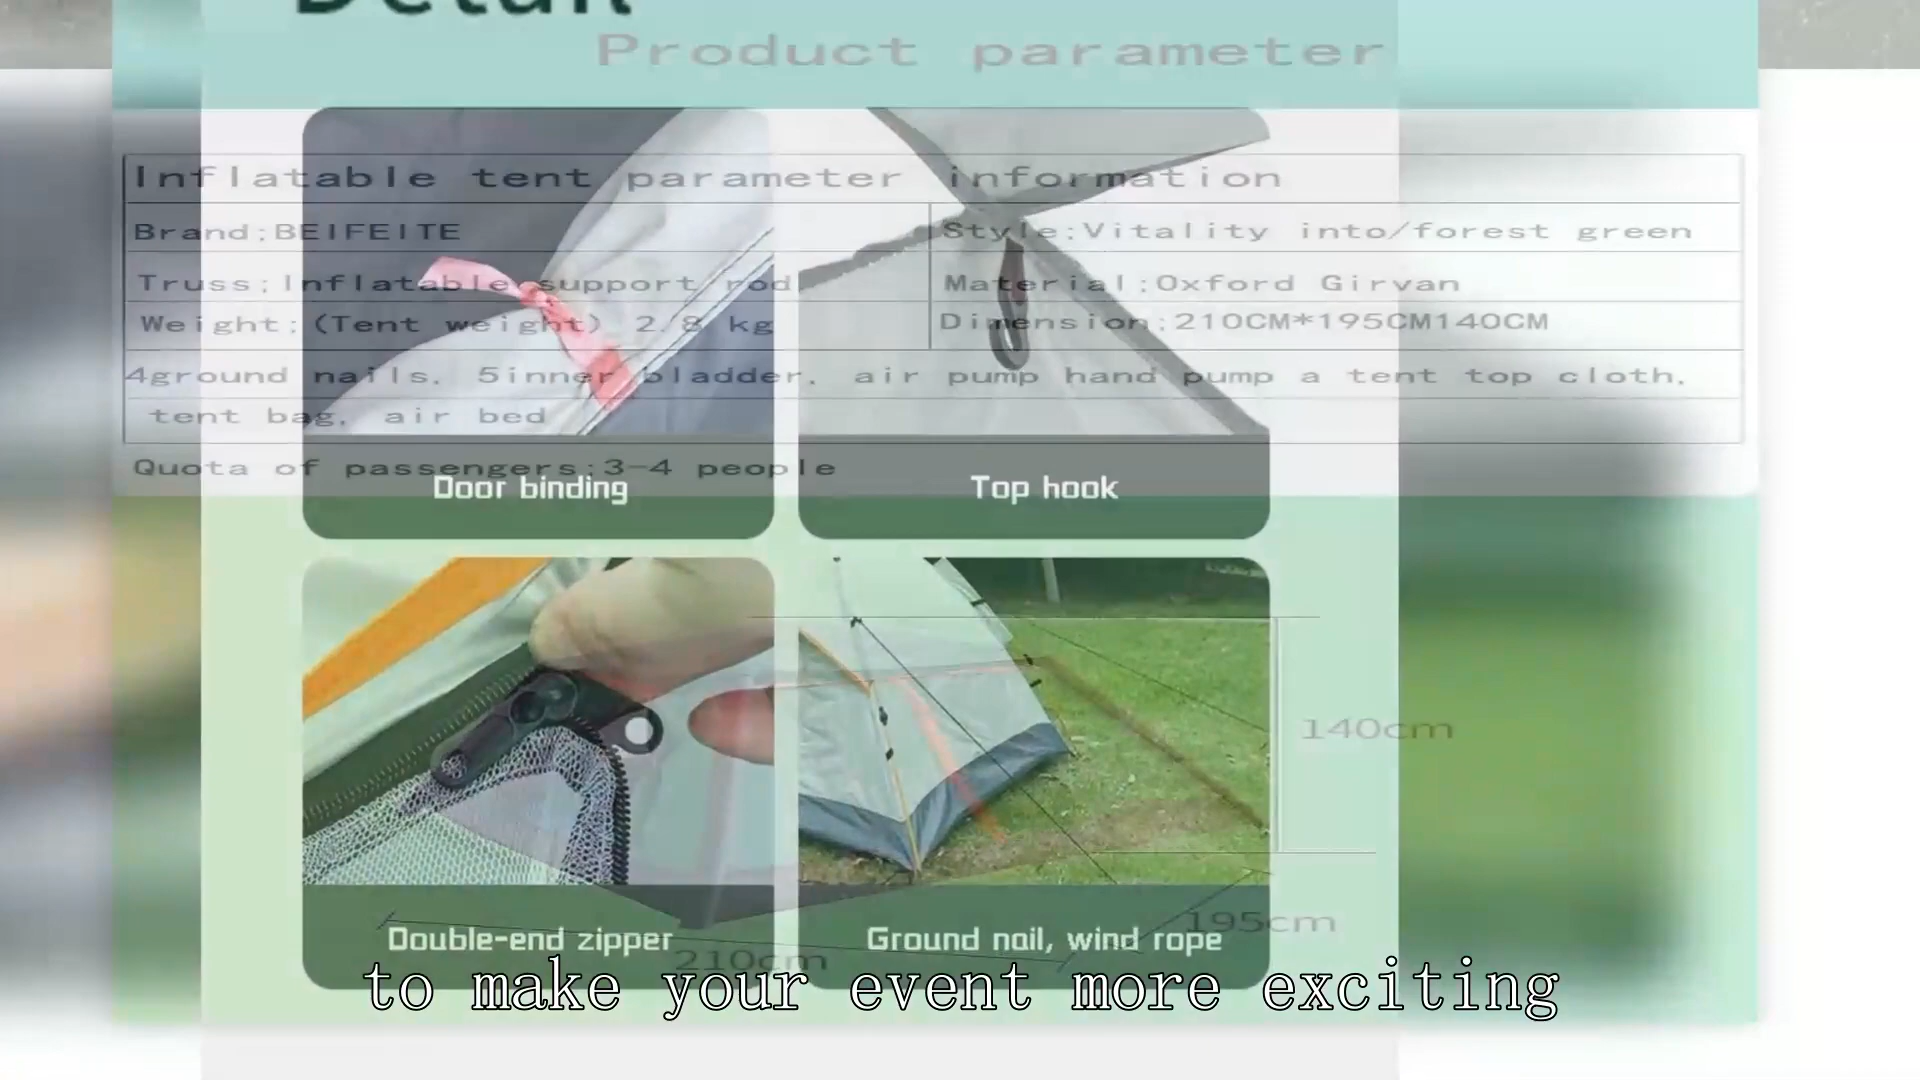 Detail
Product parameter
Inflatable tent parameter information
Brand:BEIFEITE
Style:Vitality into/forest green
Truss:Inflatable support rod
Material:Oxford Girvan
Weight:(Tent weight) 2.8 kg
Dimension:210CM*195CM140CM
4ground nails. 5inner bladder. air pump hand pump a tent top cloth.
tent bag. air bed
Quota of passengers:3-4 people
Door binding
Top hook
140cm
195cm
Double-end zipper
Ground nail, wind rope
210cm
to make your event more exciting